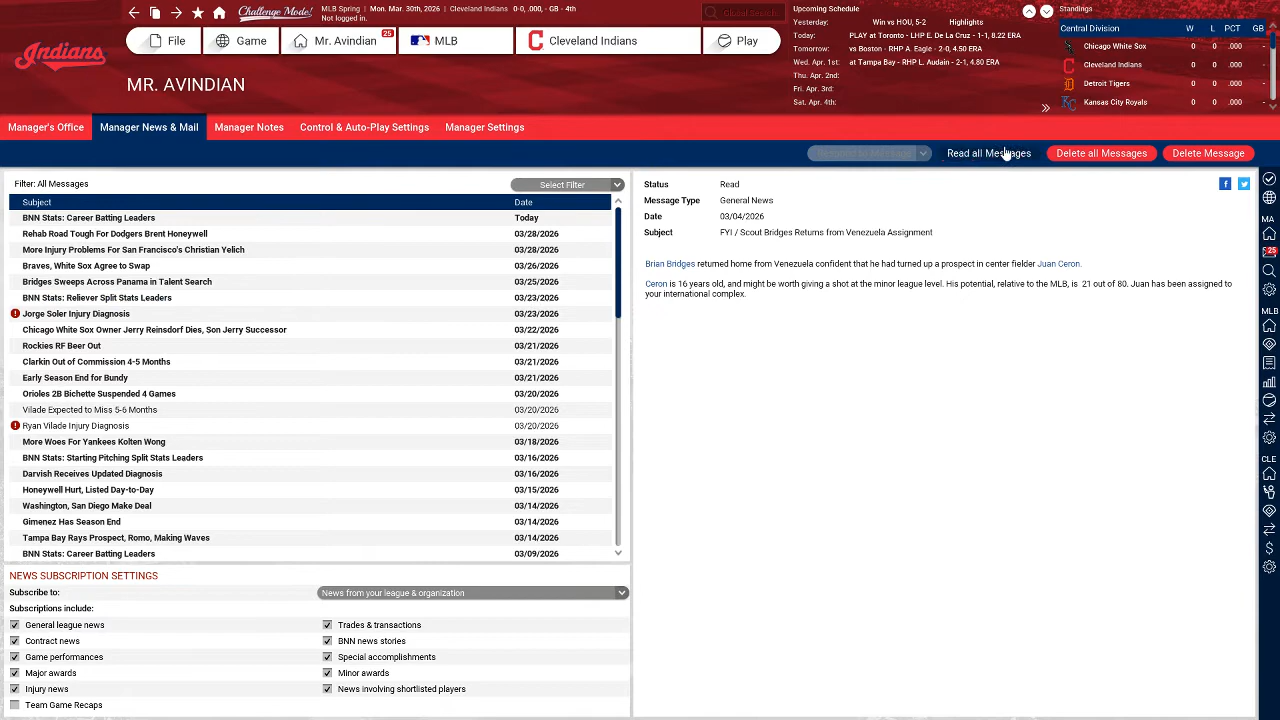 Indians
Challenge Mode!
MLB Spring | Mon. Mar. 30th, 2026 | Cleveland Indians 0-0, .000, - GB - 4th
Not logged in.
Global Search
File
Game
Mr. Avindian
25
MLB
Cleveland Indians
Play
MR. AVINDIAN
Upcoming Schedule
Yesterday: Win vs HOU, 5-2 Highlights
Today: PLAY at Toronto - LHP E. De La Cruz - 1-1, 8.22 ERA
Tomorrow: vs Boston - RHP A. Eagle - 2-0, 4.50 ERA
Wed. Apr. 1st: at Tampa Bay - RHP L. Audain - 2-1, 4.80 ERA
Thu. Apr. 2nd:
Fri. Apr. 3rd:
Sat. Apr. 4th:
Standings
Central Division W L PCT GB
Chicago White Sox 0 0 .000 -
Cleveland Indians 0 0 .000 -
Detroit Tigers 0 0 .000 -
Kansas City Royals 0 0 .000 -
Manager's Office
Manager News & Mail
Manager Notes
Control & Auto-Play Settings
Manager Settings
Respond to Message
Read all Messages
Delete all Messages
Delete Message
Filter: All Messages
Select Filter
Subject Date
BNN Stats: Career Batting Leaders Today
Rehab Road Tough For Dodgers Brent Honeywell 03/28/2026
More Injury Problems For San Francisco's Christian Yelich 03/28/2026
Braves, White Sox Agree to Swap 03/26/2026
Bridges Sweeps Across Panama in Talent Search 03/25/2026
BNN Stats: Reliever Split Stats Leaders 03/23/2026
Jorge Soler Injury Diagnosis 03/23/2026
Chicago White Sox Owner Jerry Reinsdorf Dies, Son Jerry Successor 03/22/2026
Rockies RF Beer Out 03/21/2026
Clarkin Out of Commission 4-5 Months 03/21/2026
Early Season End for Bundy 03/21/2026
Orioles 2B Bichette Suspended 4 Games 03/20/2026
Vilade Expected to Miss 5-6 Months 03/20/2026
Ryan Vilade Injury Diagnosis 03/20/2026
More Woes For Yankees Kolten Wong 03/18/2026
BNN Stats: Starting Pitching Split Stats Leaders 03/16/2026
Darvish Receives Updated Diagnosis 03/16/2026
Honeywell Hurt, Listed Day-to-Day 03/15/2026
Washington, San Diego Make Deal 03/14/2026
Gimenez Has Season End 03/14/2026
Tampa Bay Rays Prospect, Romo, Making Waves 03/14/2026
BNN Stats: Career Batting Leaders 03/09/2026
NEWS SUBSCRIPTION SETTINGS
Subscribe to: News from your league & organization
Subscriptions include:
General league news Trades & transactions
Contract news BNN news stories
Game performances Special accomplishments
Major awards Minor awards
Injury news News involving shortlisted players
Team Game Recaps
Status Read
Message Type General News
Date 03/04/2026
Subject FYI / Scout Bridges Returns from Venezuela Assignment
Brian Bridges returned home from Venezuela confident that he had turned up a prospect in center fielder Juan Ceron.
Ceron is 16 years old, and might be worth giving a shot at the minor league level. His potential, relative to the MLB, is 21 out of 80. Juan has been assigned to
your international complex.
MA
25
MLB
CLE